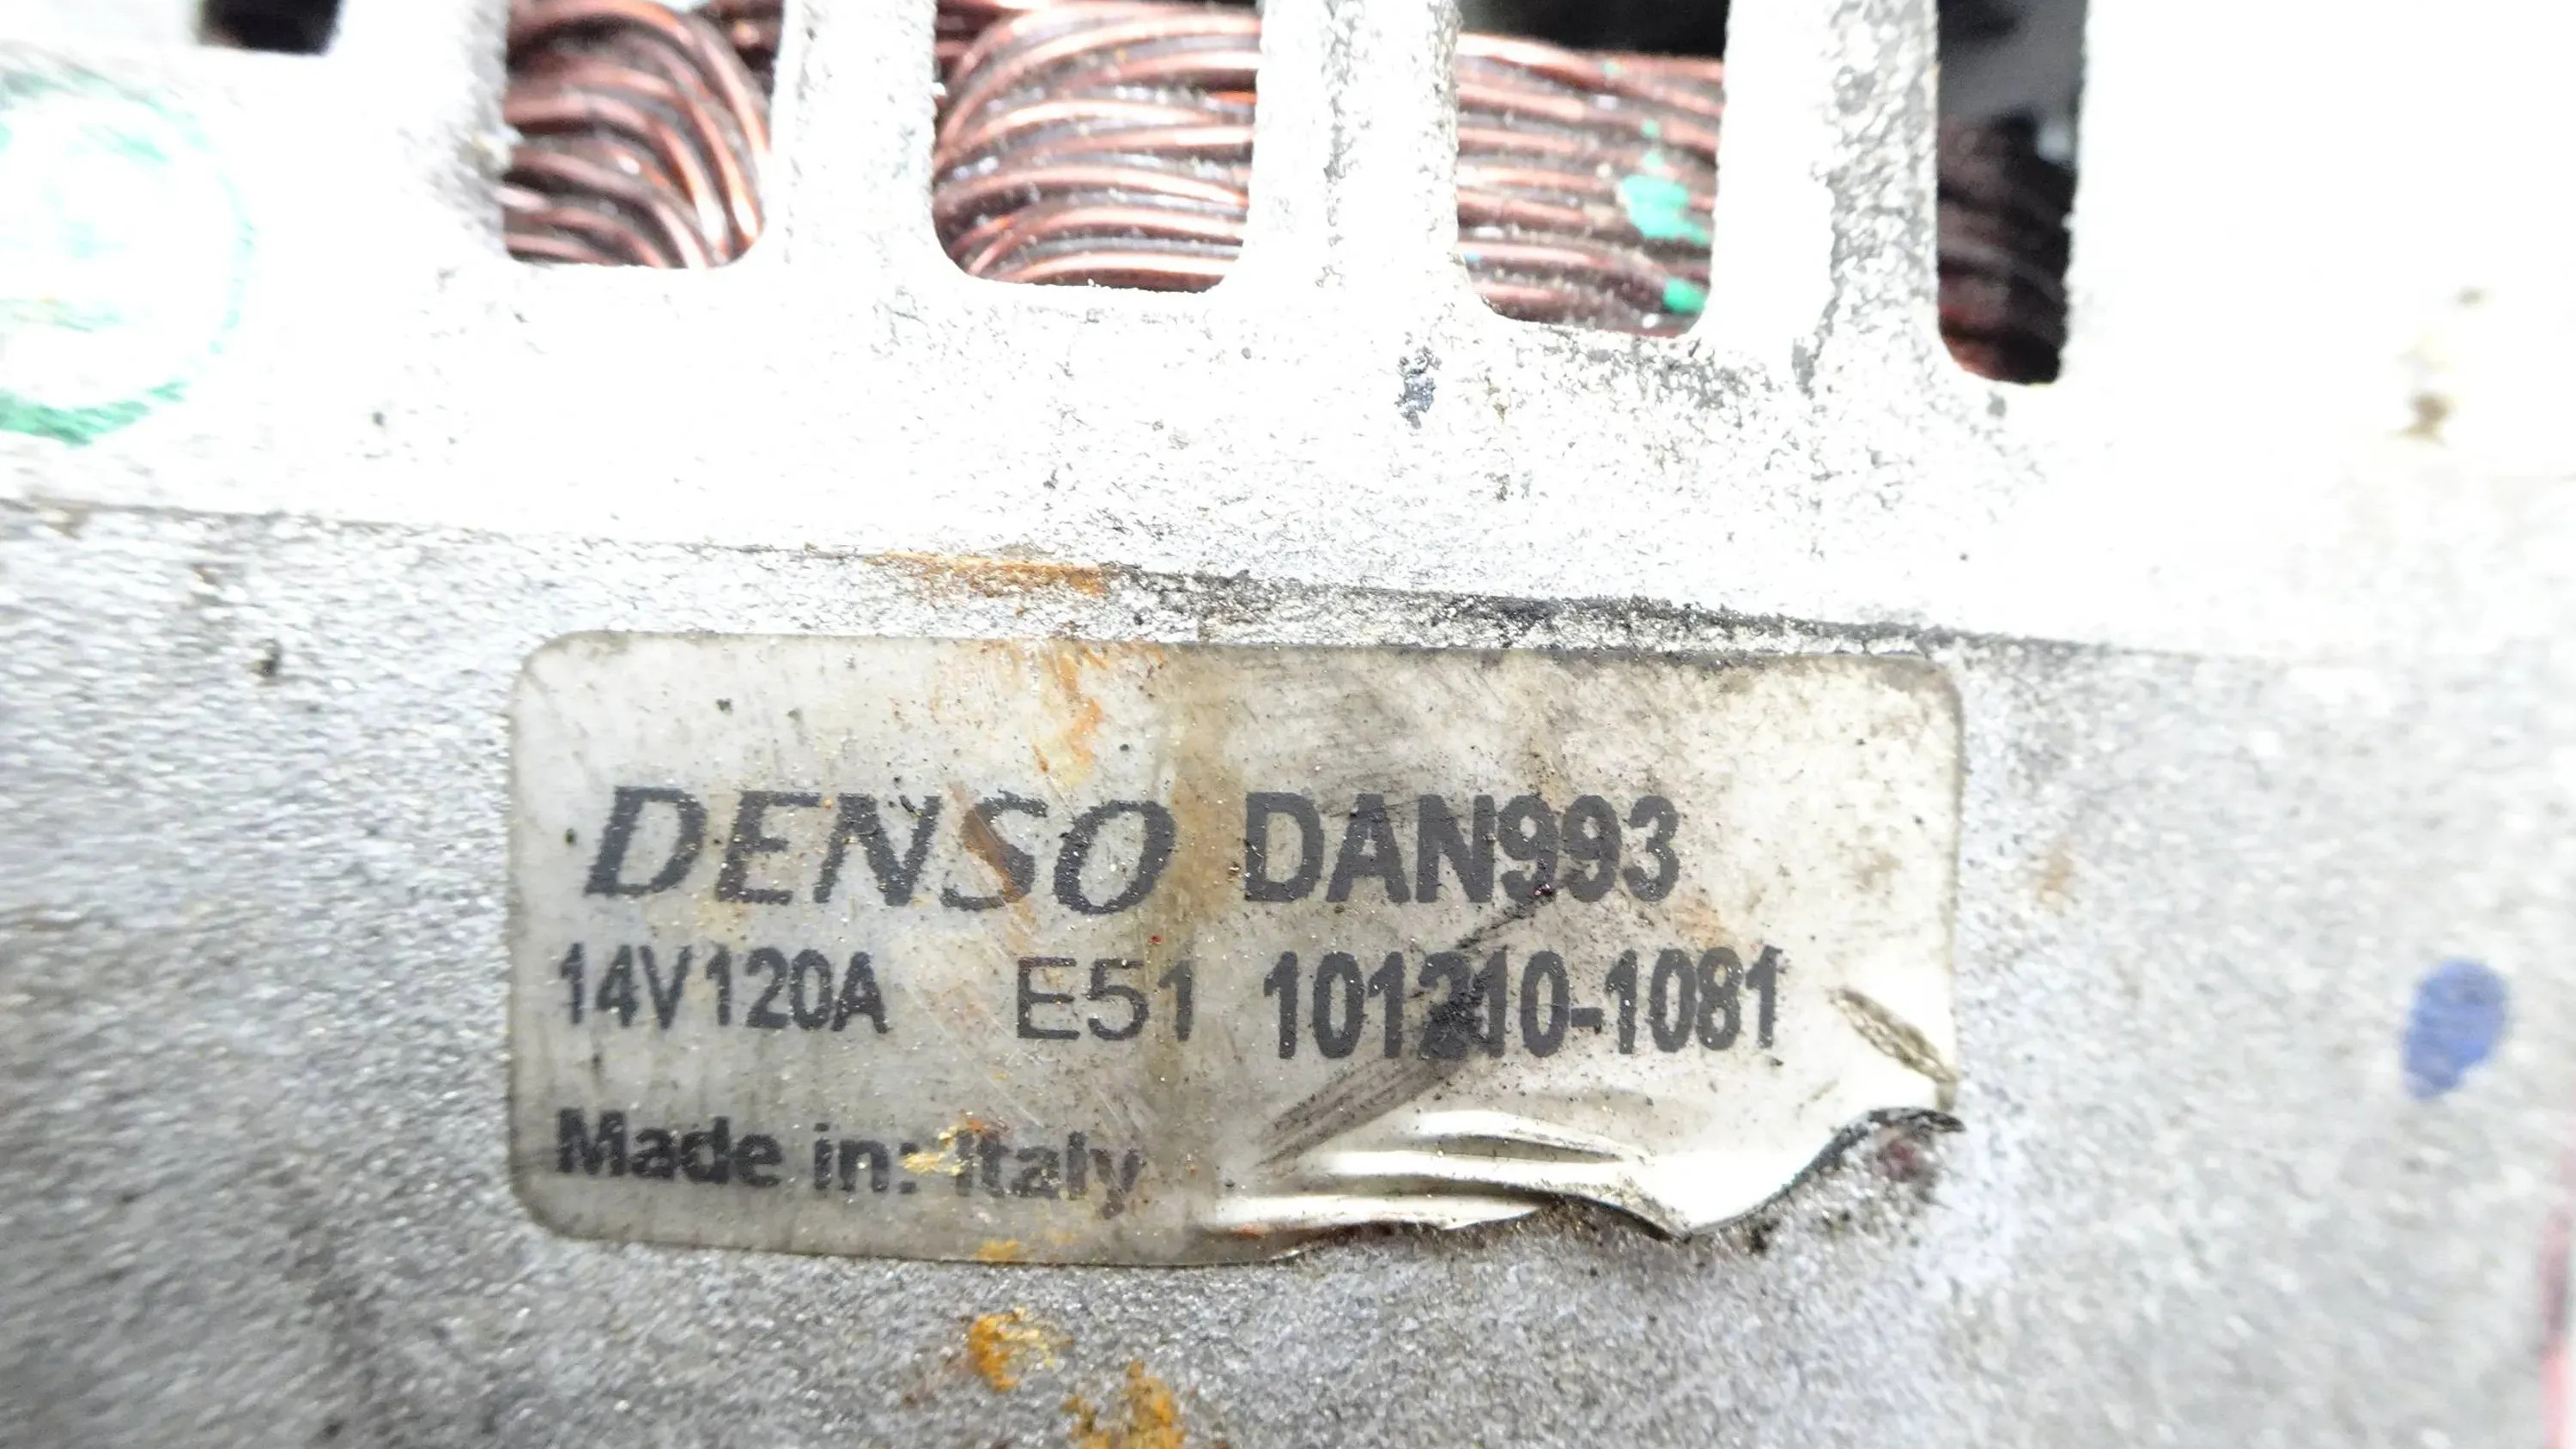 DENSO DAN993
14V120A E51 101210-1081
Made in: Italy